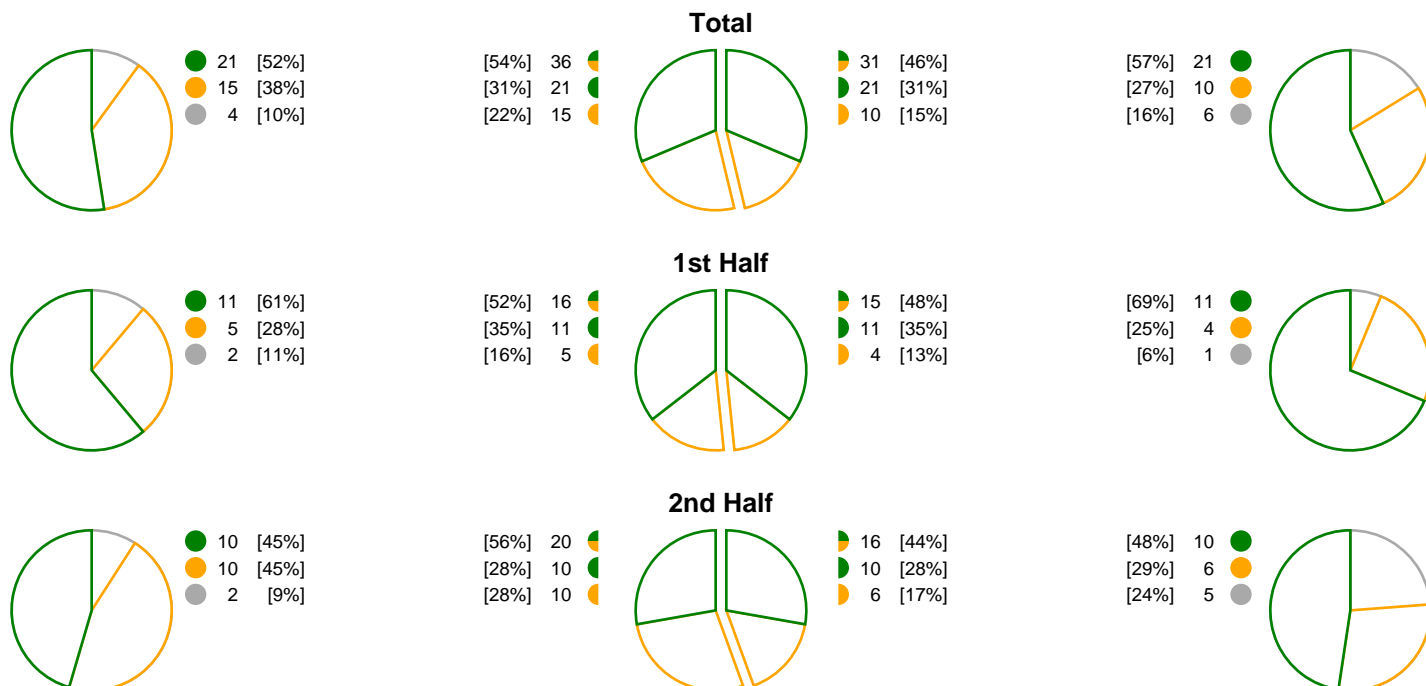 Total
21 [52%] [54%] 36 31 [46%] [57%] 21
15 [38%] [31%] 21 21 [31%] [27%] 10
4 [10%] [22%] 15 10 [15%] [16%] 6
1st Half
11 [61%] [52%] 16 15 [48%] [69%] 11
5 [28%] [35%] 11 11 [35%] [25%] 4
2 [11%] [16%] 5 4 [13%] [6%] 1
2nd Half
10 [45%] [56%] 20 16 [44%] [48%] 10
10 [45%] [28%] 10 10 [28%] [29%] 6
2 [9%] [28%] 10 6 [17%] [24%] 5